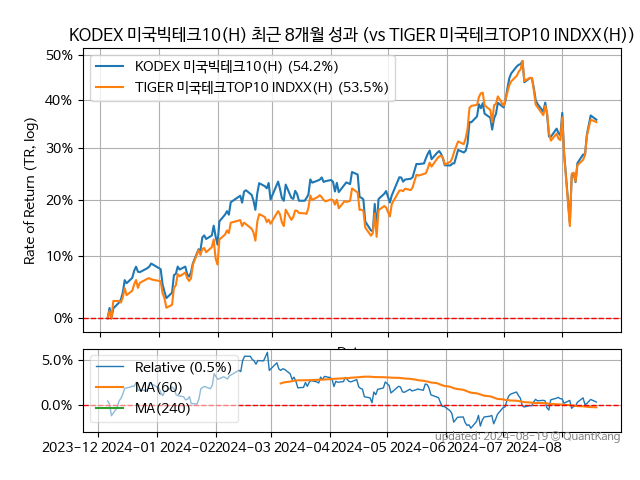 KODEX 미국빅테크10(H) 최근 8개월 성과 (vs TIGER 미국테크TOP10 INDXX(H))
Rate of Return (TR, log)
50%
40%
30%
20%
10%
0%
KODEX 미국빅테크10(H) (54.2%)
TIGER 미국테크TOP10 INDXX(H) (53.5%)
5.0%
0.0%
Relative (0.5%)
MA(60)
MA(240)
2023-12 2024-01 2024-02 2024-03 2024-04 2024-05 2024-06 2024-07 2024-08
updated: 2024-08-19 © QuantKang